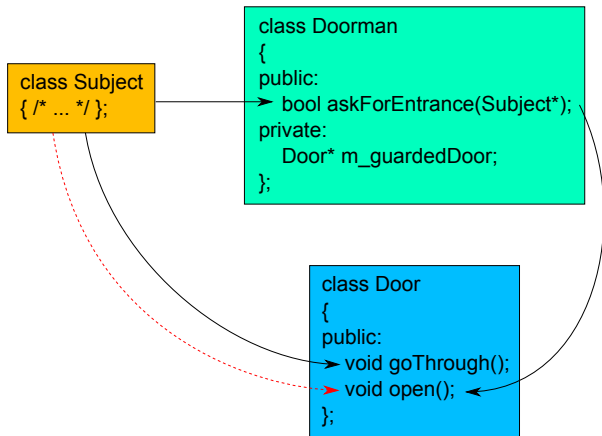 class Subject
{ /* ... */ };
class Doorman
{
public:
bool askForEntrance(Subject*);
private:
Door* m_guardedDoor;
};
class Door
{
public:
void goThrough();
void open();
};